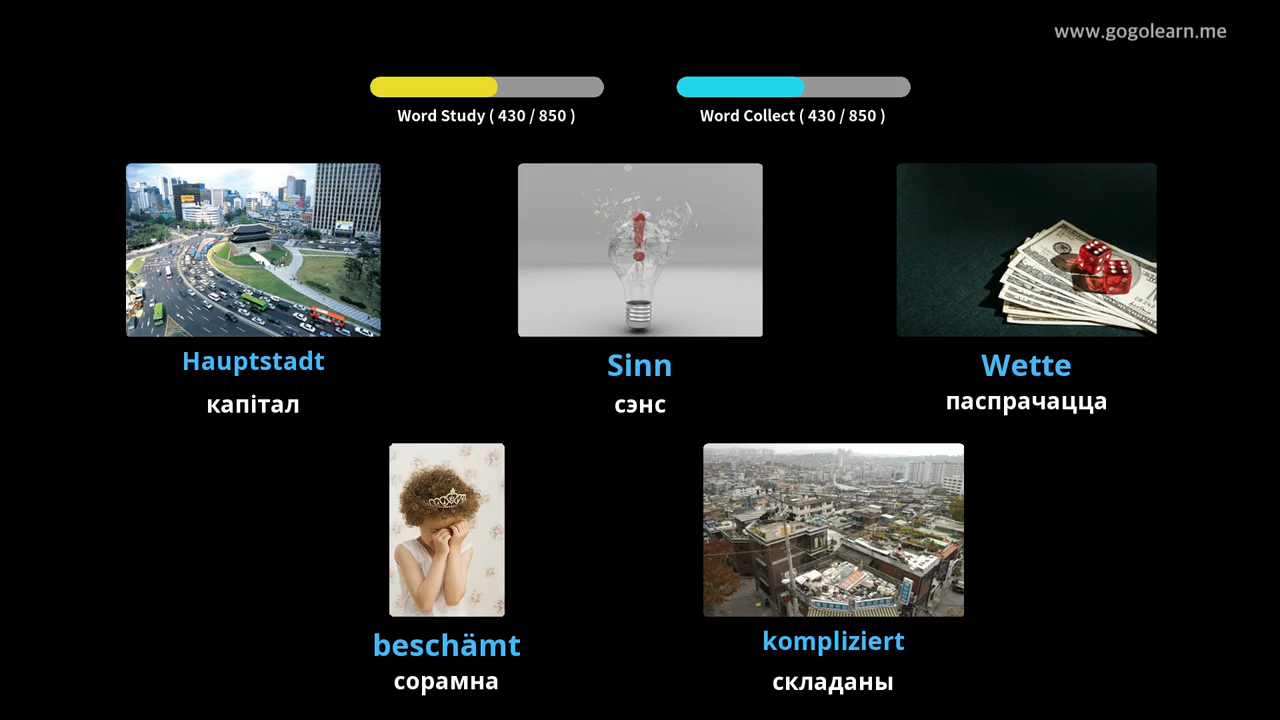 www.gogolearn.me
Word Study ( 430 / 850 )
Word Collect ( 430 / 850 )
Hauptstadt
капітал
Sinn
сэнс
Wette
паспрачацца
beschämt
сорамна
kompliziert
складаны